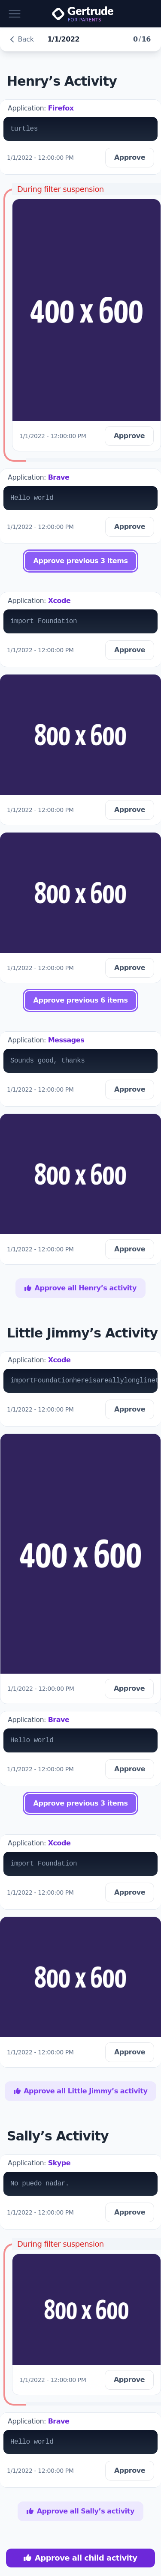 Gertrude
FOR PARENTS
Back
1/1/2022
0/16
Henry's Activity
Application: Firefox
turtles
1/1/2022 - 12:00:00 PM
Approve
During filter suspension
400 x 600
1/1/2022 - 12:00:00 PM
Approve
Application: Brave
Hello world
1/1/2022 - 12:00:00 PM
Approve
Approve previous 3 items
Application: Xcode
import Foundation
1/1/2022 - 12:00:00 PM
Approve
800 x 600
1/1/2022 - 12:00:00 PM
Approve
800 x 600
1/1/2022 - 12:00:00 PM
Approve
Approve previous 6 items
Application: Messages
Sounds good, thanks
1/1/2022 - 12:00:00 PM
Approve
800 x 600
1/1/2022 - 12:00:00 PM
Approve
Approve all Henry's activity
Little Jimmy's Activity
Application: Xcode
importFoundationhereisareallylonglinet
1/1/2022 - 12:00:00 PM
Approve
400 x 600
1/1/2022 - 12:00:00 PM
Approve
Application: Brave
Hello world
1/1/2022 - 12:00:00 PM
Approve
Approve previous 3 items
Application: Xcode
import Foundation
1/1/2022 - 12:00:00 PM
Approve
800 x 600
1/1/2022 - 12:00:00 PM
Approve
Approve all Little Jimmy's activity
Sally's Activity
Application: Skype
No puedo nadar.
1/1/2022 - 12:00:00 PM
Approve
During filter suspension
800 x 600
1/1/2022 - 12:00:00 PM
Approve
Application: Brave
Hello world
1/1/2022 - 12:00:00 PM
Approve
Approve all Sally's activity
Approve all child activity